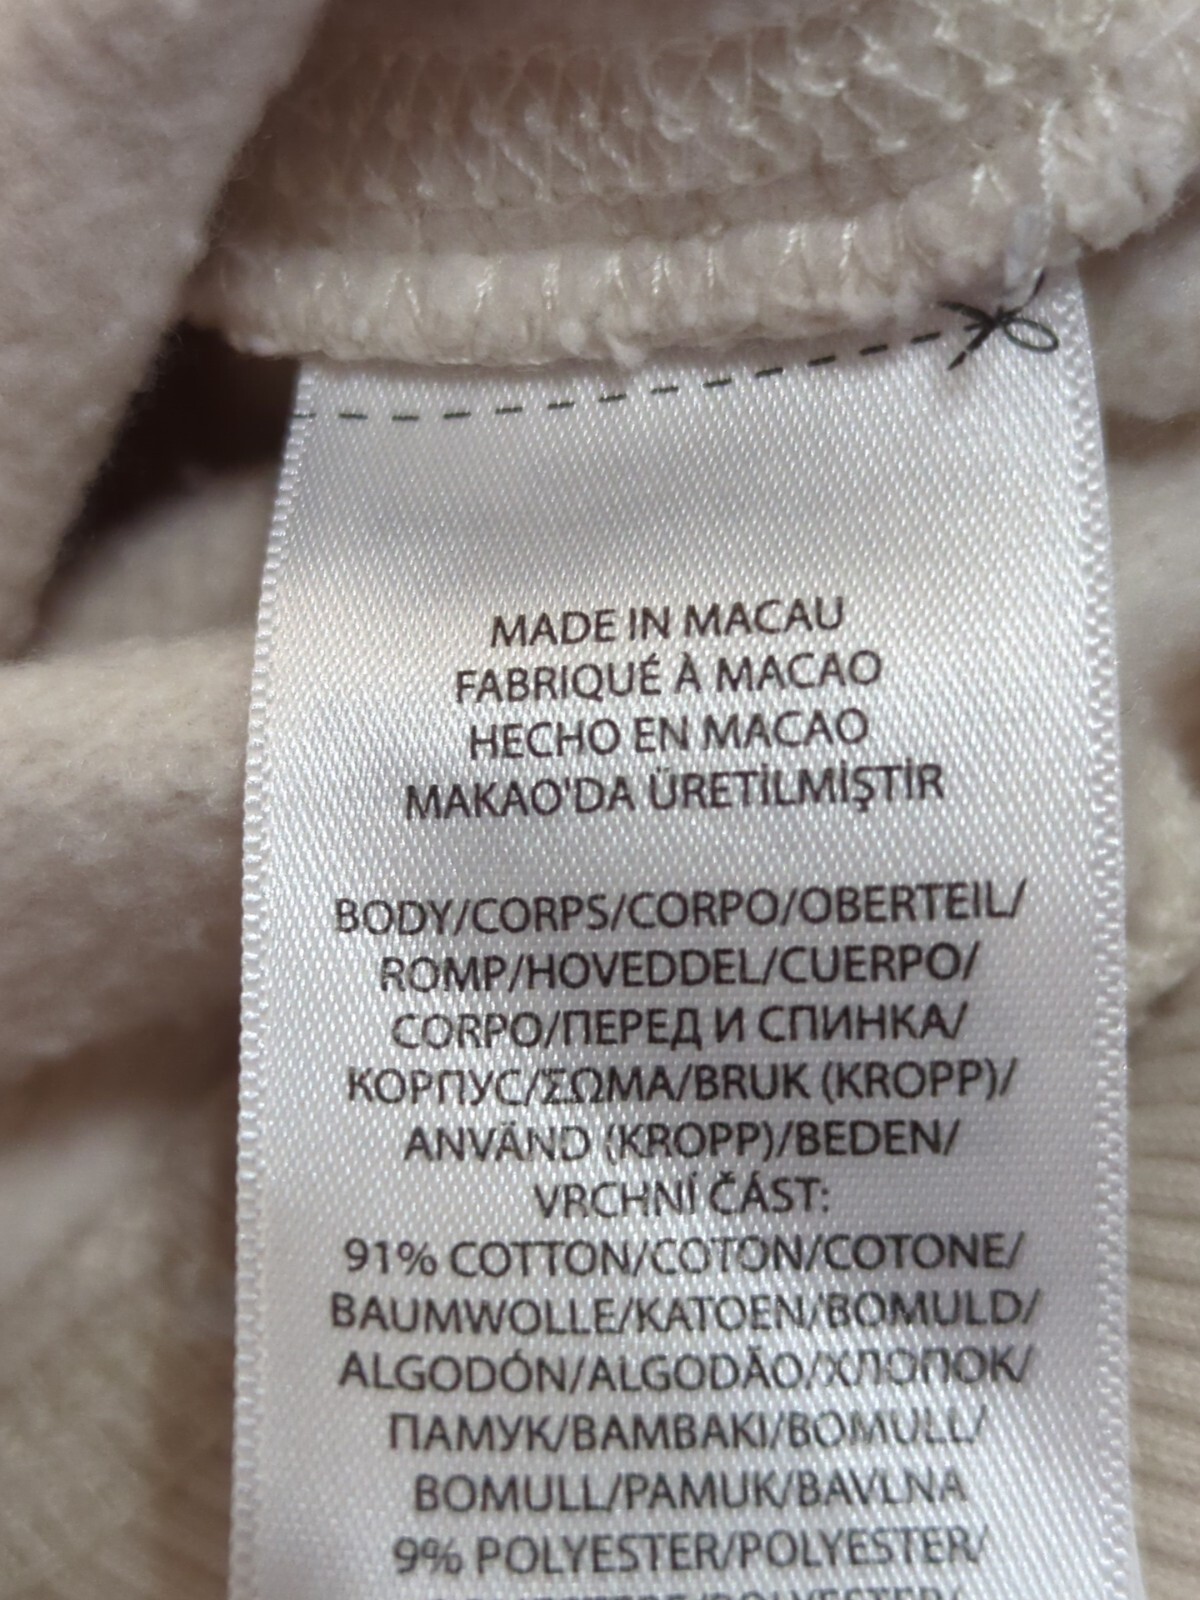 MADE IN MACAU
FABRIQUÉ À MACAO
HECHO EN MACAO
MAKAO'DA ÜRETİLMİŞTİR
BODY/CORPS/CORPO/OBERTEIL/
ROMP/HOVEDDEL/CUERPO/
CORPO/ПЕРЕД И СПИНКА/
КОРПУС/ΣΩΜΑ/BRUK (KROPP)/
ANVÄND (KROPP)/BEDEN/
VRCHNÍ ČÁST:
91% COTTON/COTON/COTONE/
BAUMWOLLE/KATOEN/BOMULD/
ALGODÓN/ALGODÃO/ХЛОПОК/
ПАМУК/ΒΑΜΒΑΚΙ/BOMULL/
BOMULL/PAMUK/BAVLNA
9% POLYESTER/POLYESTER/